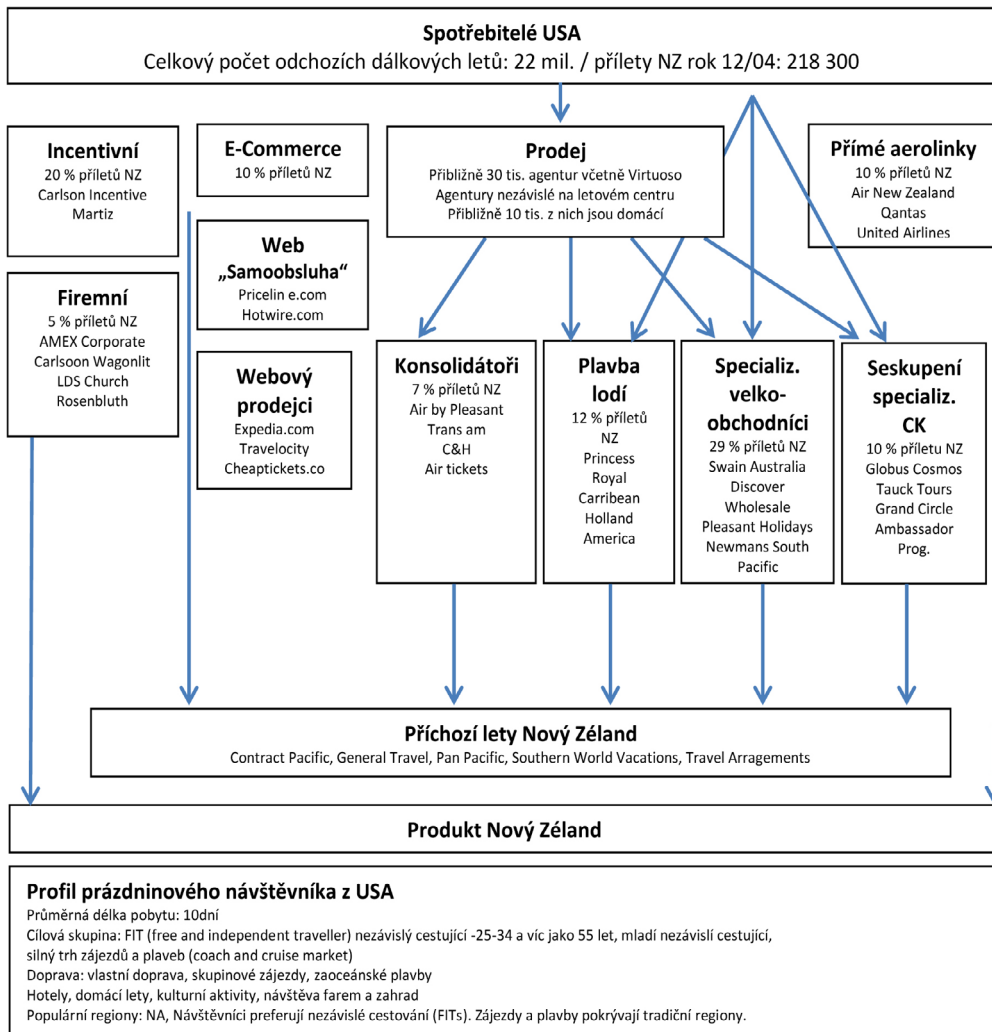 Spotřebitelé USA
Celkový počet odchozích dálkových letů: 22 mil. / přílety NZ rok 12/04: 218 300
Incentivní
20 % příletů NZ
Carlson Incentive
Martiz
Firemní
5 % příletů NZ
AMEX Corporate
Carlsoon Wagonlit
LDS Church
Rosenbluth
E-Commerce
10 % příletů NZ
Web
„Samoobsluha“
Pricelin e.com
Hotwire.com
Webový
prodejci
Expedia.com
Travelocity
Cheaptickets.co
Prodej
Přibližně 30 tis. agentur včetně Virtuoso
Agentury nezávislé na letovém centru
Přibližně 10 tis. z nich jsou domácí
Přímé aerolinky
10 % příletů NZ
Air New Zealand
Qantas
United Airlines
Konsolidátoři
7 % příletů NZ
Air by Pleasant
Trans am
C&H
Air tickets
Plavba
lodí
12 % příletů
NZ
Princess
Royal
Carribean
Holland
America
Specializ.
velko-
obchodníci
29 % příletů NZ
Swain Australia
Discover
Wholesale
Pleasant Holidays
Newmans South
Pacific
Seskupení
specializ.
CK
10 % příletu NZ
Globus Cosmos
Tauck Tours
Grand Circle
Ambassador
Prog.
Příchozí lety Nový Zéland
Contract Pacific, General Travel, Pan Pacific, Southern World Vacations, Travel Arragements
Produkt Nový Zéland
Profil prázdninového návštěvníka z USA
Průměrná délka pobytu: 10dní
Cílová skupina: FIT (free and independent traveller) nezávislý cestující -25-34 a víc jako 55 let, mladí nezávislí cestující,
silný trh zájezdů a plaveb (coach and cruise market)
Doprava: vlastní doprava, skupinové zájezdy, zaoceánské plavby
Hotely, domácí lety, kulturní aktivity, návštěva farem a zahrad
Populární regiony: NA, Návštěvníci preferují nezávislé cestování (FITs). Zájezdy a plavby pokrývají tradiční regiony.